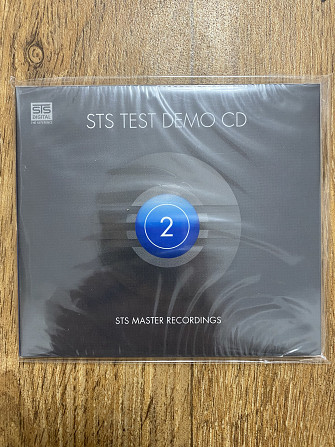 STS
DIGITAL
STS TEST DEMO CD
2
STS MASTER RECORDINGS